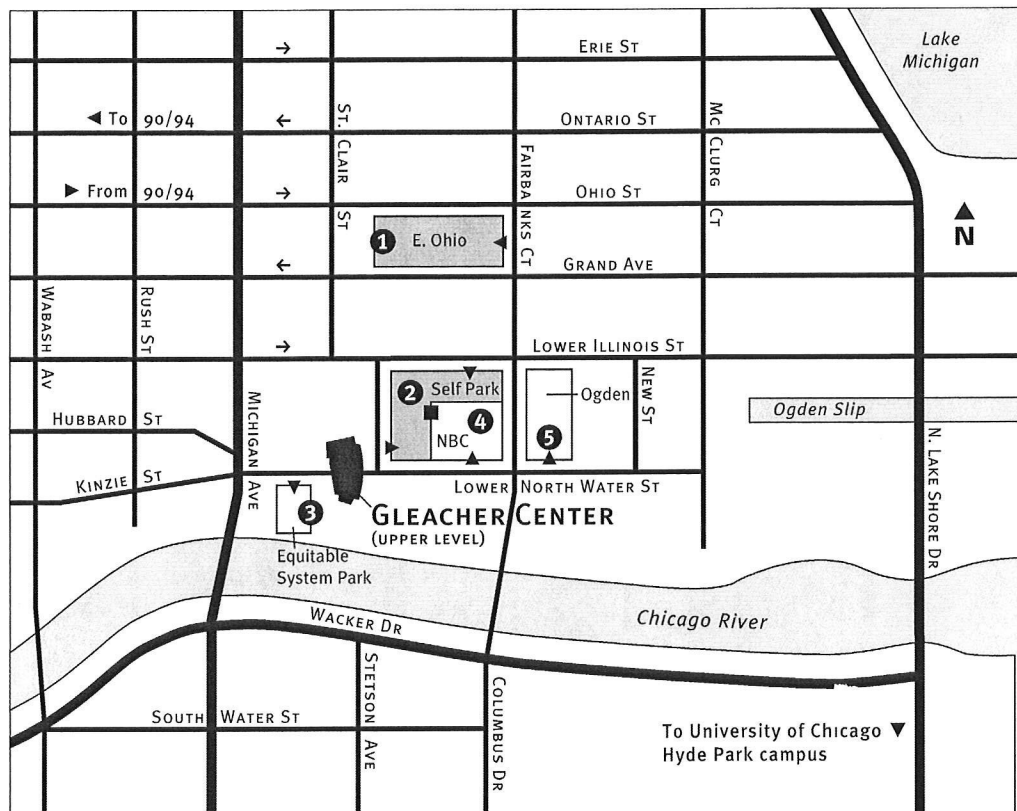 Lake
Michigan
ERIE ST
To 90/94
ST. CLAIR ST
ONTARIO ST
MC CLURG CT
From 90/94
FAIRBANKS CT
OHIO ST
1
E. Ohio
N
GRAND AVE
WABASH AV
RUSH ST
LOWER ILLINOIS ST
MICHIGAN AVE
2
Self Park
Ogden
NEW ST
Ogden Slip
HUBBARD ST
4
NBC
5
KINZIE ST
LOWER NORTH WATER ST
N. LAKE SHORE DR
3
GLEACHER CENTER
(UPPER LEVEL)
Equitable
System Park
WACKER DR
Chicago River
STETSON AVE
COLUMBUS DR
SOUTH WATER ST
To University of Chicago
Hyde Park campus